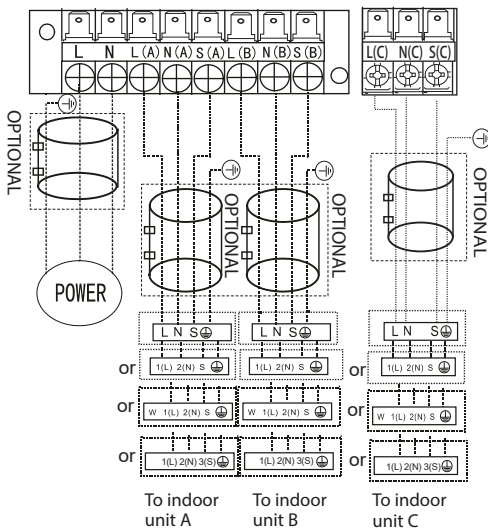 L N L(A) N(A) S(A) L(B) N(B) S(B)
L(C) N(C) S(C)
OPTIONAL
OPTIONAL
OPTIONAL
OPTIONAL
POWER
L N S
L N S
L N S
or
1(L) 2(N) S
1(L) 2(N) S
or
1(L) 2(N) S
or
W 1(L) 2(N) S
W 1(L) 2(N) S
or
W 1(L) 2(N) S
or
1(L) 2(N) 3(S)
1(L) 2(N) 3(S)
or
1(L) 2(N) 3(S)
To indoor
unit A
To indoor
unit B
To indoor
unit C